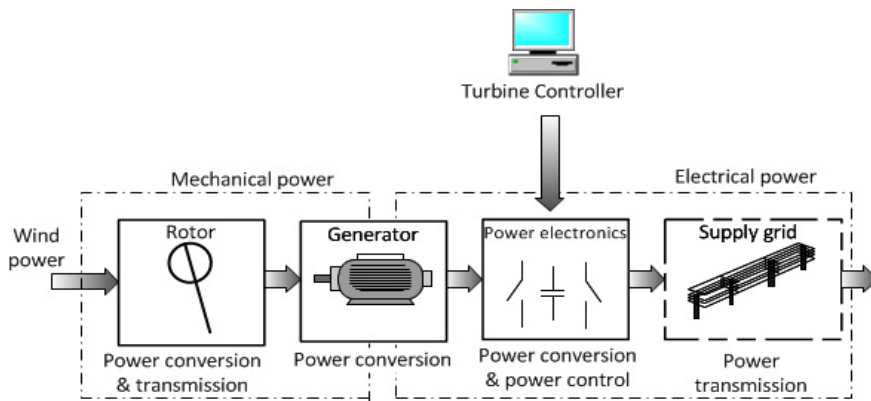 Turbine Controller
Mechanical power
Electrical power
Wind
power
Rotor
Generator
Power electronics
Supply grid
Power conversion
& transmission
Power conversion
Power conversion
& power control
Power
transmission